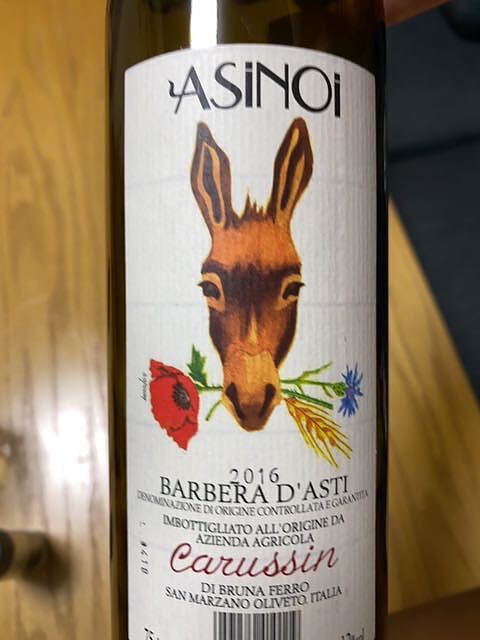 ASiNOi
2016
BARBERA D'ASTI
DENOMINAZIONE DI ORIGINE CONTROLLATA E GARANTITA
IMBOTTIGLIATO ALL'ORIGINE DA
AZIENDA AGRICOLA
Carussin
DI BRUNA FERRO
SAN MARZANO OLIVETO, ITALIA